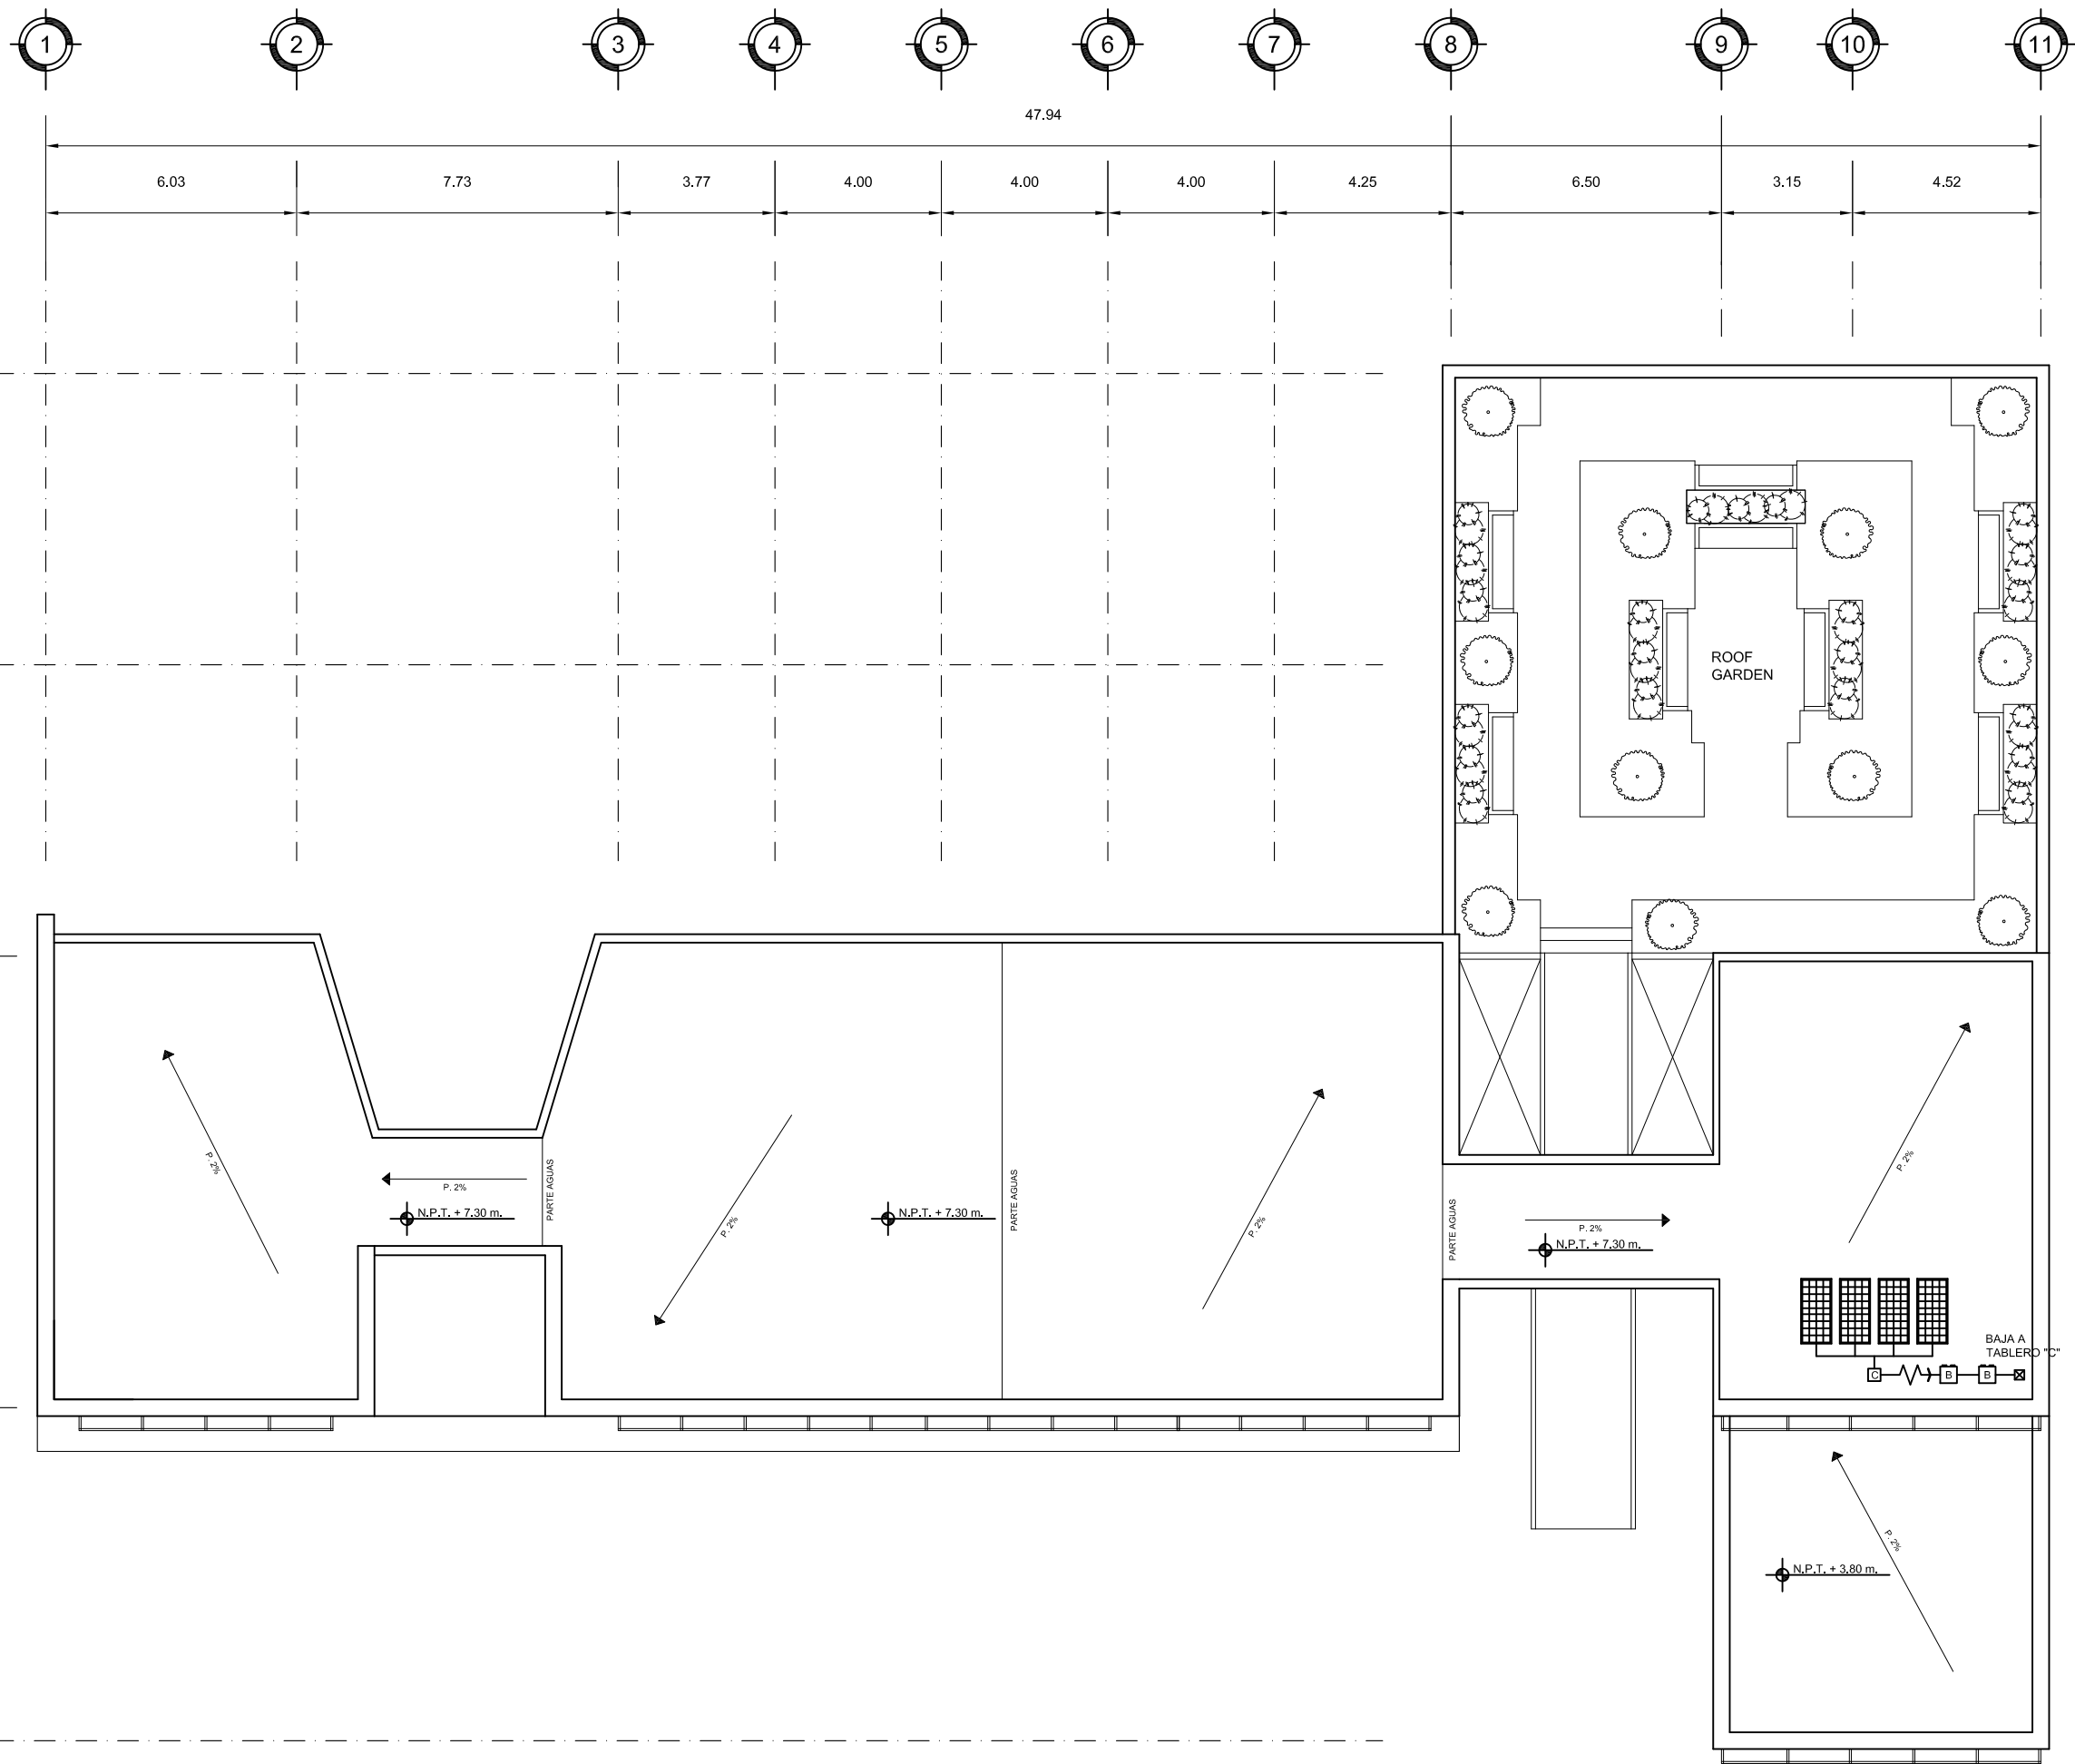 1 2 3 4 5 6 7 8 9 10 11
47.94
6.03 7.73 3.77 4.00 4.00 4.00 4.25 6.50 3.15 4.52
ROOF
GARDEN
P. 2%
P. 2%
PARTE AGUAS
N.P.T. + 7.30 m.
P. 2%
N.P.T. + 7.30 m.
PARTE AGUAS
P. 2%
PARTE AGUAS
P. 2%
N.P.T. + 7.30 m.
P. 2%
BAJA A
TABLERO "C"
C B B
P. 2%
N.P.T. + 3.80 m.